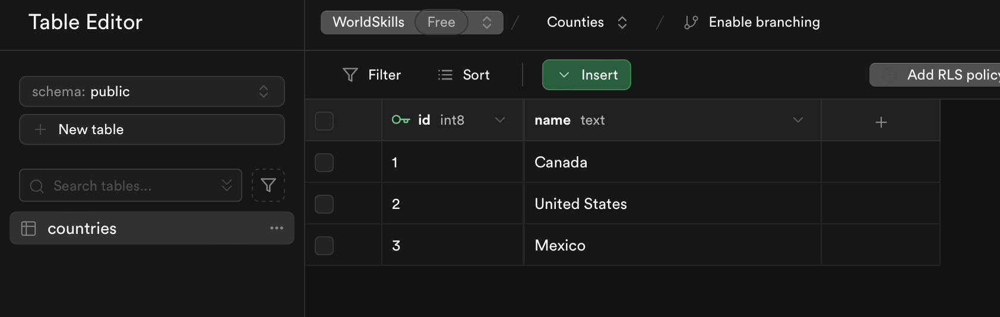 Table Editor
WorldSkills Free / Counties / Enable branching
schema: public
New table
Search tables...
countries
Filter Sort Insert Add RLS policy
id int8 name text
1 Canada
2 United States
3 Mexico